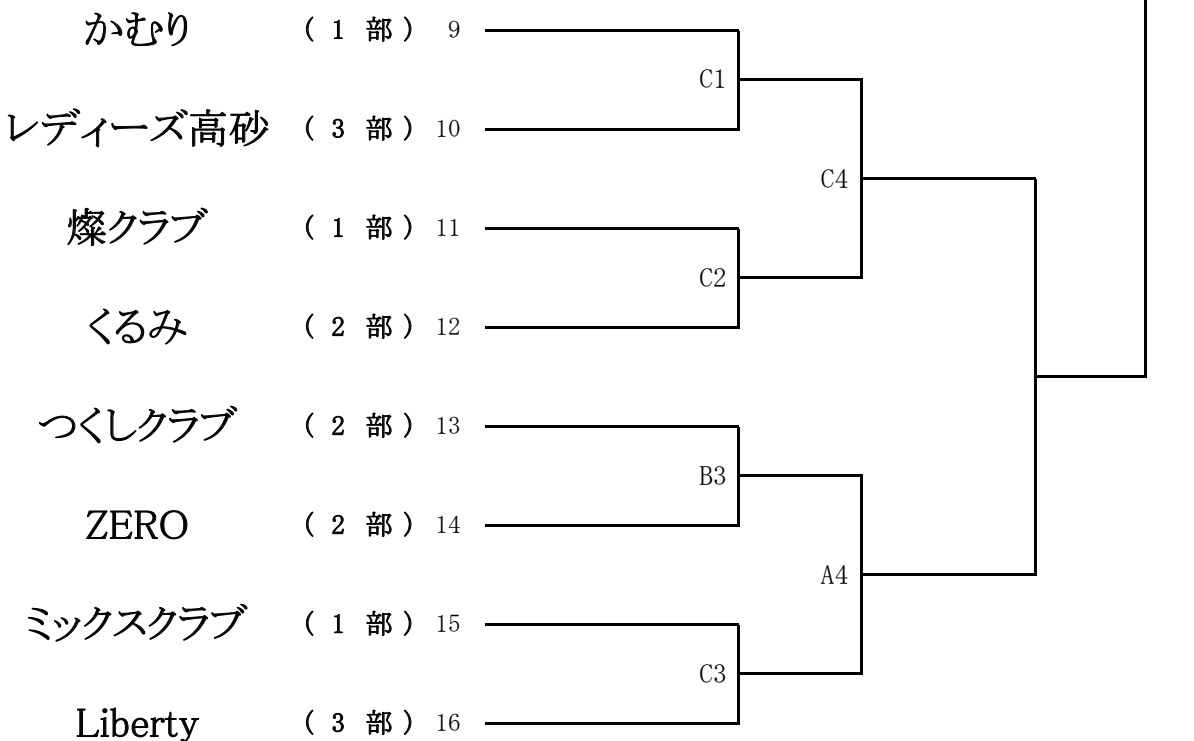 かむり ( 1 部 ) 9
C1
レディーズ高砂 ( 3 部 ) 10
C4
燦クラブ ( 1 部 ) 11
C2
くるみ ( 2 部 ) 12
つくしクラブ ( 2 部 ) 13
B3
ZERO ( 2 部 ) 14
A4
ミックスクラブ ( 1 部 ) 15
C3
Liberty ( 3 部 ) 16